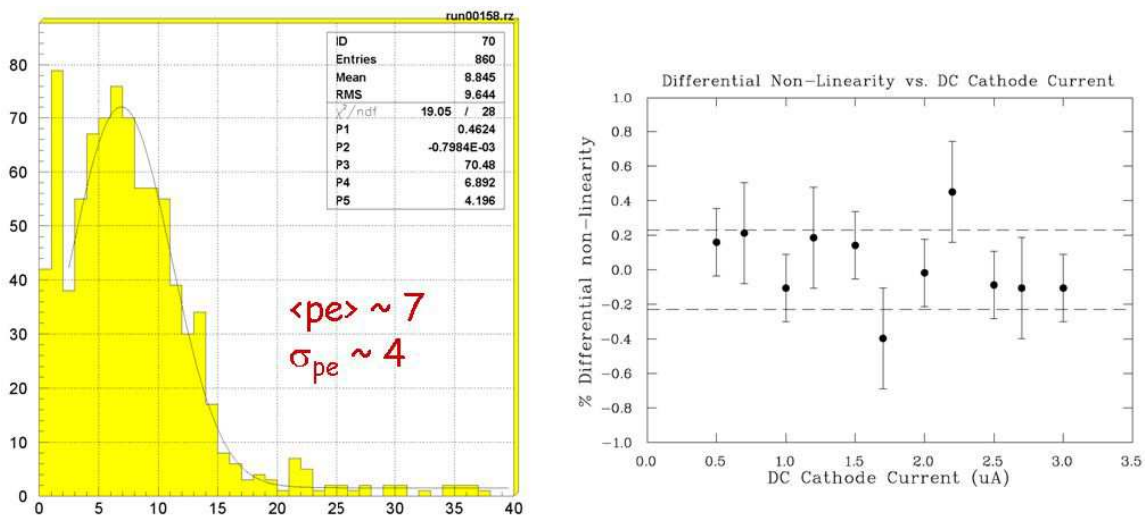 run00158.rz
ID 70
Entries 860
Mean 8.845
RMS 9.644
χ²/ndf 19.05 / 28
P1 0.4624
P2 -0.7984E-03
P3 70.48
P4 6.892
P5 4.196
80
70
60
50
40
30
20
10
0
0 5 10 15 20 25 30 35 40
<pe> ~ 7
σpe ~ 4
Differential Non-Linearity vs. DC Cathode Current
% Differential non-linearity
1.0
0.8
0.6
0.4
0.2
0.0
-0.2
-0.4
-0.6
-0.8
-1.0
0.0 0.5 1.0 1.5 2.0 2.5 3.0 3.5
DC Cathode Current (uA)